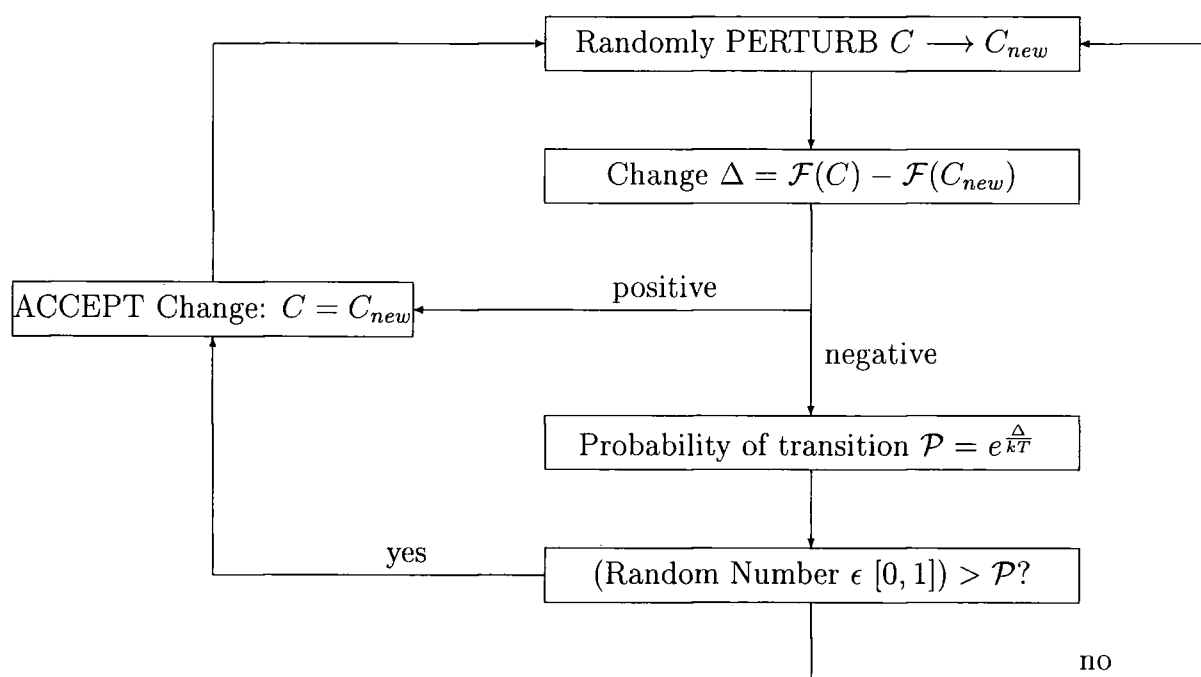 Randomly PERTURB C ⟶ C_new
Change Δ = ℱ(C) − ℱ(C_new)
positive
ACCEPT Change: C = C_new
negative
Probability of transition 𝒫 = e^{Δ/kT}
yes
(Random Number ϵ [0, 1]) > 𝒫?
no